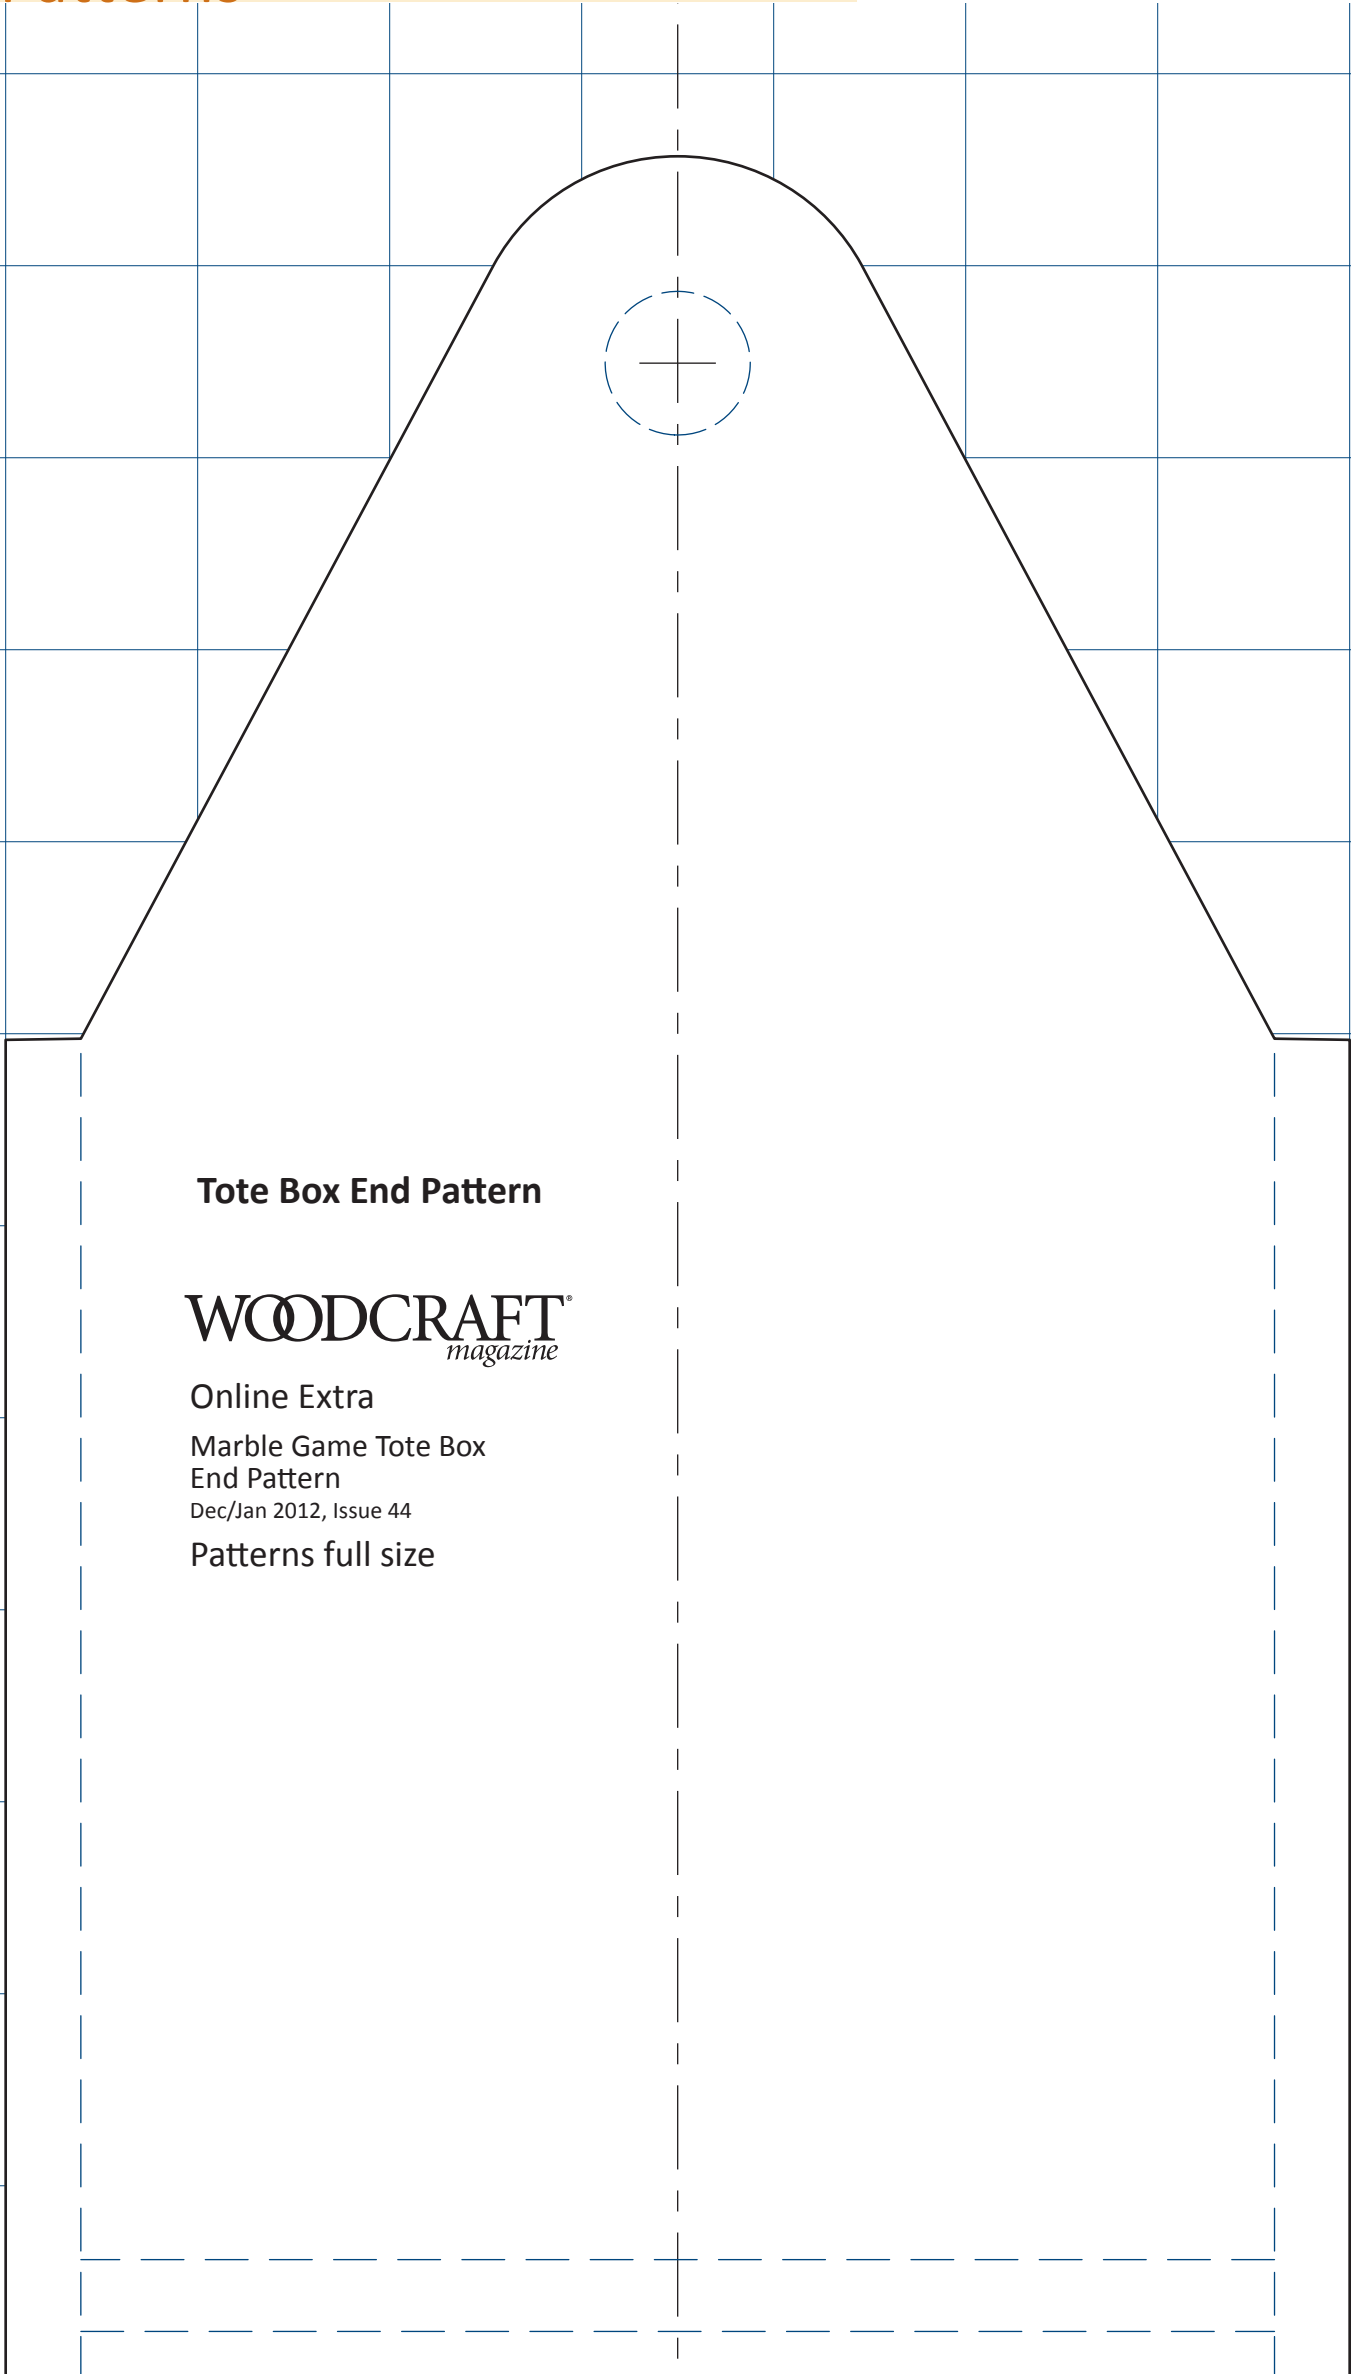 Patterns
Tote Box End Pattern
WOODCRAFT®
magazine
Online Extra
Marble Game Tote Box
End Pattern
Dec/Jan 2012, Issue 44
Patterns full size